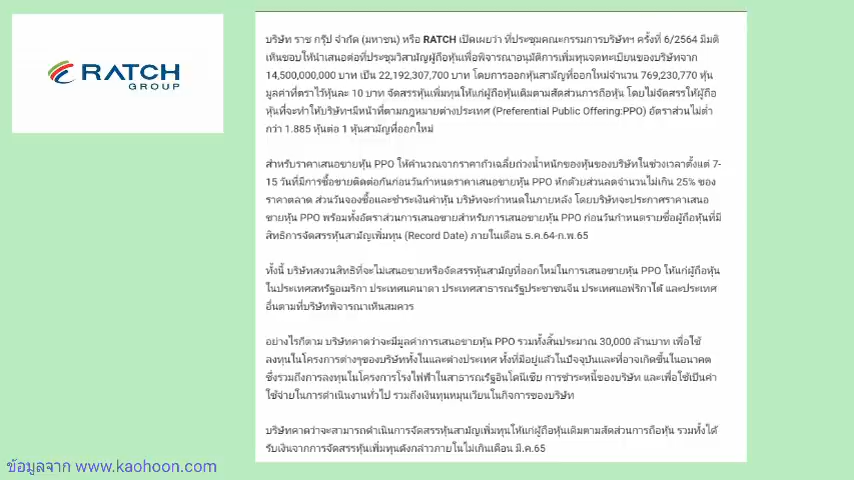 RATCH
GROUP
บริษัท ราช กรุ๊ป จำกัด (มหาชน) หรือ RATCH เปิดเผยว่า ที่ประชุมคณะกรรมการบริษัทฯ ครั้งที่ 6/2564 มีมติ
เห็นชอบให้นำเสนอต่อที่ประชุมวิสามัญผู้ถือหุ้นเพื่อพิจารณาอนุมัติการเพิ่มทุนจดทะเบียนของบริษัทจาก
14,500,000,000 บาท เป็น 22,192,307,700 บาท โดยการออกหุ้นสามัญที่ออกใหม่จำนวน 769,230,770 หุ้น
มูลค่าที่ตราไว้หุ้นละ 10 บาท จัดสรรหุ้นเพิ่มทุนให้แก่ผู้ถือหุ้นเดิมตามสัดส่วนการถือหุ้น โดยไม่จัดสรรให้ผู้ถือ
หุ้นที่จะทำให้บริษัทฯมีหน้าที่ตามกฎหมายต่างประเทศ (Preferential Public Offering:PPO) อัตราส่วนไม่ต่ำ
กว่า 1.885 หุ้นต่อ 1 หุ้นสามัญที่ออกใหม่
สำหรับราคาเสนอขายหุ้น PPO ให้คำนวณจากราคาถัวเฉลี่ยถ่วงน้ำหนักของหุ้นของบริษัทในช่วงเวลาตั้งแต่ 7-
15 วันที่มีการซื้อขายติดต่อกันก่อนวันกำหนดราคาเสนอขายหุ้น PPO หักด้วยส่วนลดจำนวนไม่เกิน 25% ของ
ราคาตลาด ส่วนวันจองซื้อและชำระเงินค่าหุ้น บริษัทจะกำหนดในภายหลัง โดยบริษัทจะประกาศราคาเสนอ
ขายหุ้น PPO พร้อมทั้งอัตราส่วนการเสนอขายสำหรับการเสนอขายหุ้น PPO ก่อนวันกำหนดรายชื่อผู้ถือหุ้นที่มี
สิทธิการจัดสรรหุ้นสามัญเพิ่มทุน (Record Date) ภายในเดือน ธ.ค.64-ก.พ.65
ทั้งนี้ บริษัทสงวนสิทธิที่จะไม่เสนอขายหรือจัดสรรหุ้นสามัญที่ออกใหม่ในการเสนอขายหุ้น PPO ให้แก่ผู้ถือหุ้น
ในประเทศสหรัฐอเมริกา ประเทศแคนาดา ประเทศสาธารณรัฐประชาชนจีน ประเทศแอฟริกาใต้ และประเทศ
อื่นตามที่บริษัทพิจารณาเห็นสมควร
อย่างไรก็ตาม บริษัทคาดว่าจะมีมูลค่าการเสนอขายหุ้น PPO รวมทั้งสิ้นประมาณ 30,000 ล้านบาท เพื่อใช้
ลงทุนในโครงการต่างๆของบริษัททั้งในและต่างประเทศ ทั้งที่มีอยู่แล้วในปัจจุบันและที่อาจเกิดขึ้นในอนาคต
ซึ่งรวมถึงการลงทุนในโครงการโรงไฟฟ้าในสาธารณรัฐอินโดนีเซีย การชำระหนี้ของบริษัท และเพื่อใช้เป็นค่า
ใช้จ่ายในการดำเนินงานทั่วไป รวมถึงเงินทุนหมุนเวียนในกิจการของบริษัท
บริษัทคาดว่าจะสามารถดำเนินการจัดสรรหุ้นสามัญเพิ่มทุนให้แก่ผู้ถือหุ้นเดิมตามสัดส่วนการถือหุ้น รวมทั้งได้
รับเงินจากการจัดสรรหุ้นเพิ่มทุนดังกล่าวภายในไม่เกินเดือน มี.ค.65
ข้อมูลจาก www.kaohoon.com